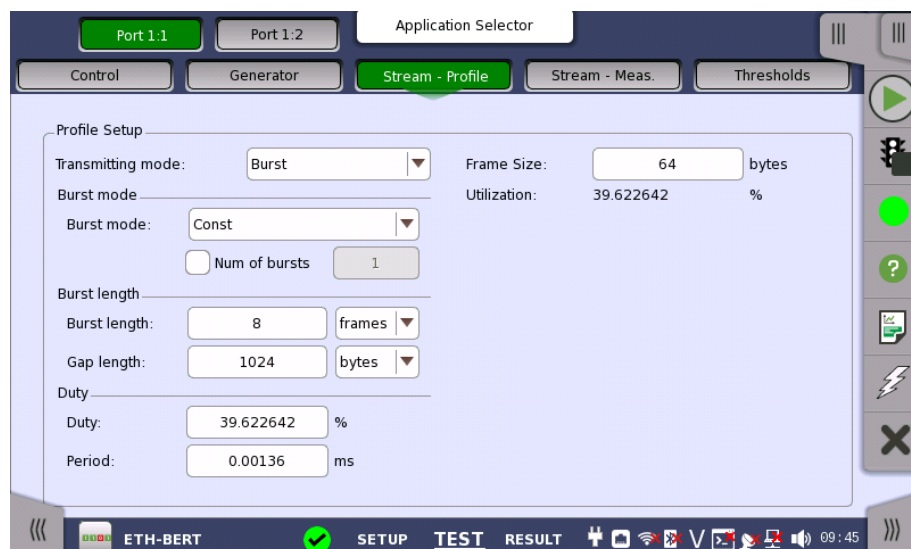 Port 1:1
Port 1:2
Application Selector
Control
Generator
Stream - Profile
Stream - Meas.
Thresholds
Profile Setup
Transmitting mode: Burst
Frame Size: 64 bytes
Burst mode
Utilization: 39.622642 %
Burst mode: Const
Num of bursts 1
Burst length
Burst length: 8 frames
Gap length: 1024 bytes
Duty
Duty: 39.622642 %
Period: 0.00136 ms
ETH-BERT SETUP TEST RESULT V 09:45